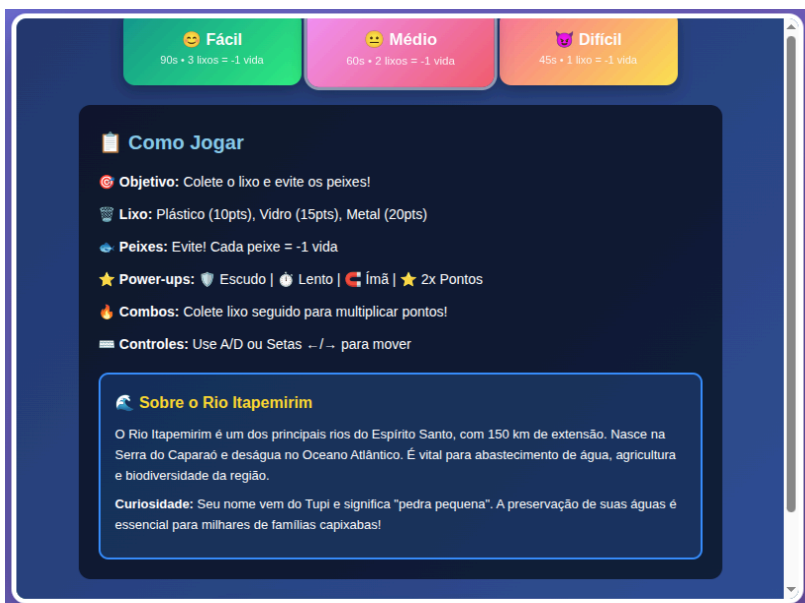 😊 Fácil
90s • 3 lixos = -1 vida
😐 Médio
60s • 2 lixos = -1 vida
😈 Difícil
45s • 1 lixo = -1 vida
📋 Como Jogar
🎯 Objetivo: Colete o lixo e evite os peixes!
🗑️ Lixo: Plástico (10pts), Vidro (15pts), Metal (20pts)
🐟 Peixes: Evite! Cada peixe = -1 vida
⭐ Power-ups: 🛡️ Escudo | ⏱️ Lento | 🧲 Ímã | ⭐ 2x Pontos
🔥 Combos: Colete lixo seguido para multiplicar pontos!
⌨️ Controles: Use A/D ou Setas ←/→ para mover
🌊 Sobre o Rio Itapemirim
O Rio Itapemirim é um dos principais rios do Espírito Santo, com 150 km de extensão. Nasce na
Serra do Caparaó e deságua no Oceano Atlântico. É vital para abastecimento de água, agricultura
e biodiversidade da região.
Curiosidade: Seu nome vem do Tupi e significa "pedra pequena". A preservação de suas águas é
essencial para milhares de famílias capixabas!